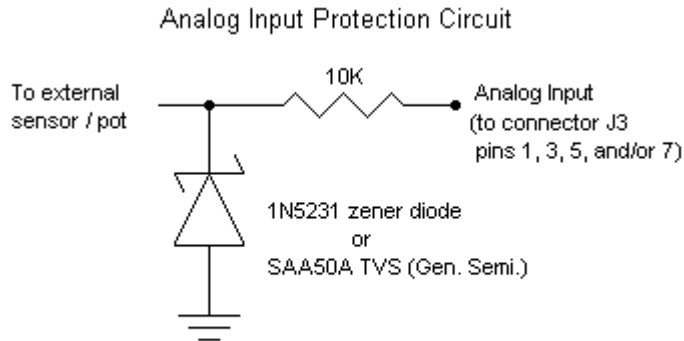 Analog Input Protection Circuit
10K
To external
sensor / pot
Analog Input
(to connector J3
pins 1, 3, 5, and/or 7)
1N5231 zener diode
or
SAA50A TVS (Gen. Semi.)